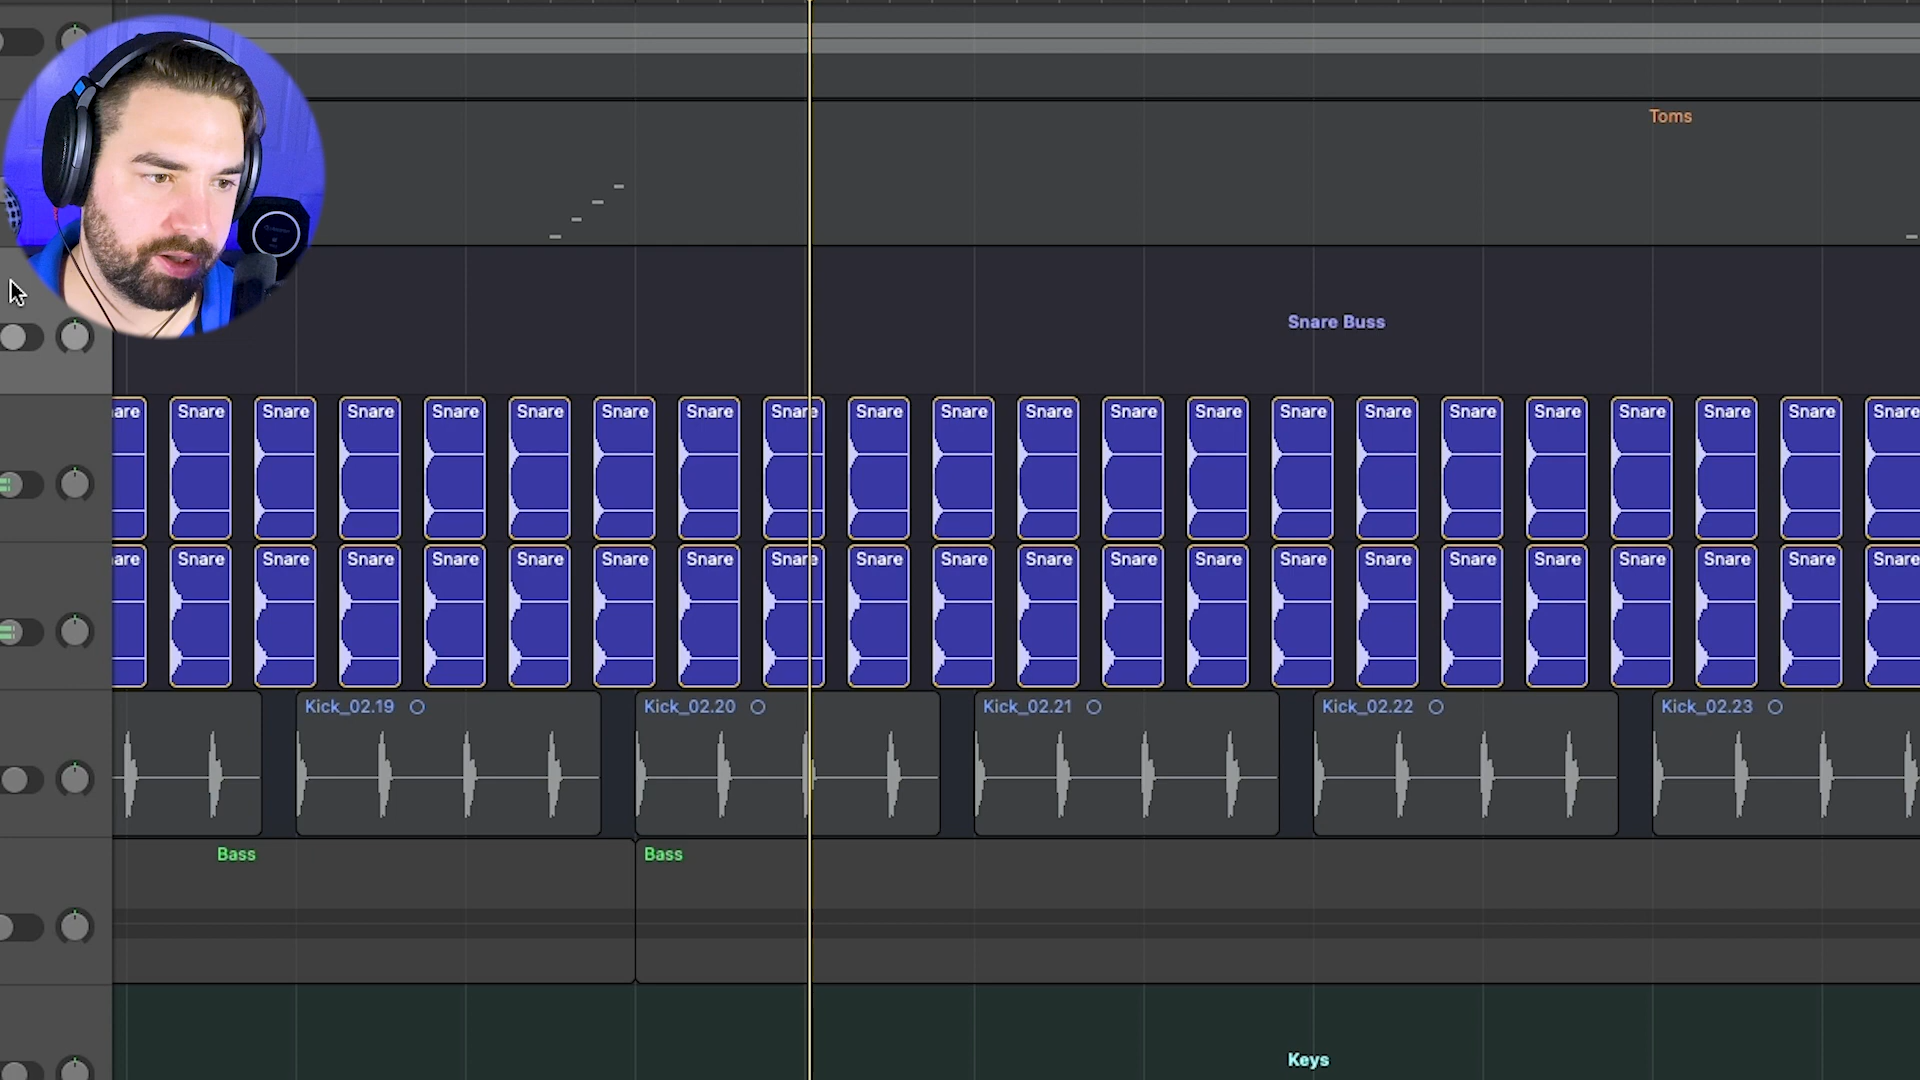 Toms
Snare Buss
are Snare Snare Snare Snare Snare Snare Snare Snare Snare Snare Snare Snare Snare Snare Snare Snare Snare Snare Snare Snare Snare
are Snare Snare Snare Snare Snare Snare Snare Snare Snare Snare Snare Snare Snare Snare Snare Snare Snare Snare Snare Snare Snare
Kick_02.19 Kick_02.20 Kick_02.21 Kick_02.22 Kick_02.23
Bass Bass
Keys